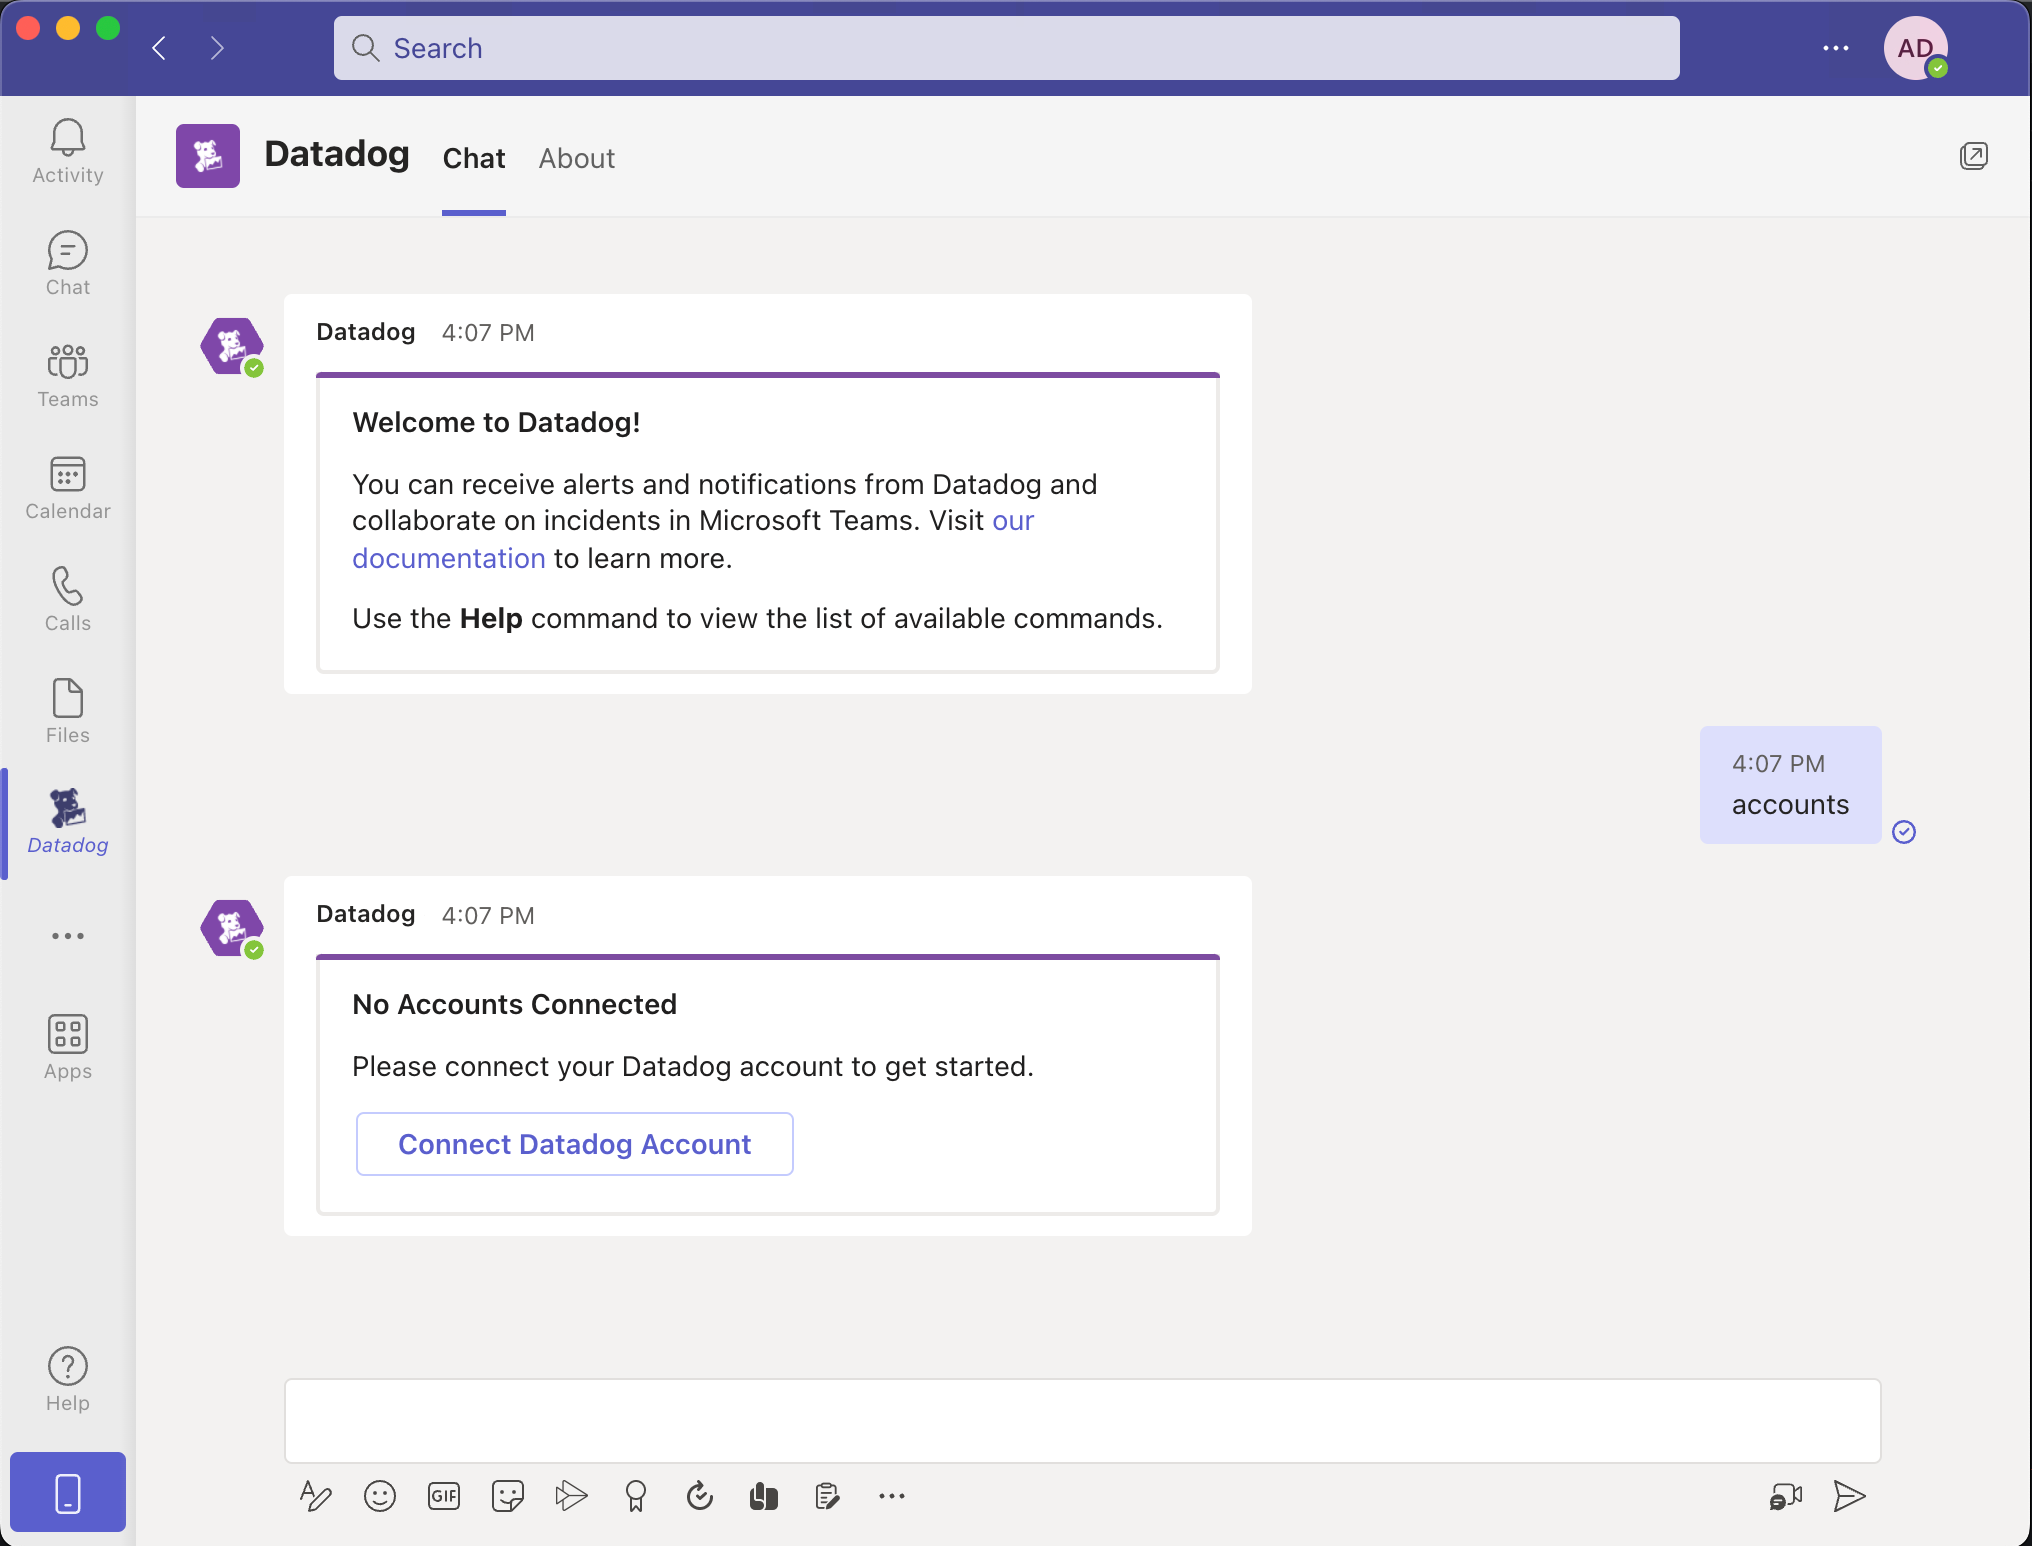 Search
AD
Activity
Chat
Teams
Calendar
Calls
Files
Datadog
Apps
Help
Datadog Chat About
Datadog 4:07 PM
Welcome to Datadog!
You can receive alerts and notifications from Datadog and
collaborate on incidents in Microsoft Teams. Visit our
documentation to learn more.
Use the Help command to view the list of available commands.
4:07 PM
accounts
Datadog 4:07 PM
No Accounts Connected
Please connect your Datadog account to get started.
Connect Datadog Account
GIF